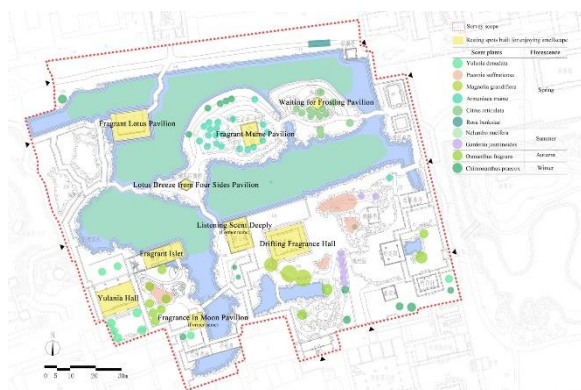 Survey scope
Resting spots built for enjoying smellscape
Scent plants
Florescence
Yulania denudata
Paeonia suffruticosa
Magnolia grandiflora
Armeniaca mume
Citrus reticulata
Rosa banksiae
Nelumbo nucifera
Gardenia jasminoides
Osmanthus fragrans
Chimonanthus praecox
Spring
Summer
Autumn
Winter
Waiting for Frosting Pavilion
Fragrant Lotus Pavilion
Fragrant Mume Pavilion
Lotus Breeze from Four Sides Pavilion
Listening Scent Deeply
(Former name)
Drifting Fragrance Hall
Fragrant Islet
Yulania Hall
Fragrance in Moon Pavilion
(Former name)
0 5 10 20 30m